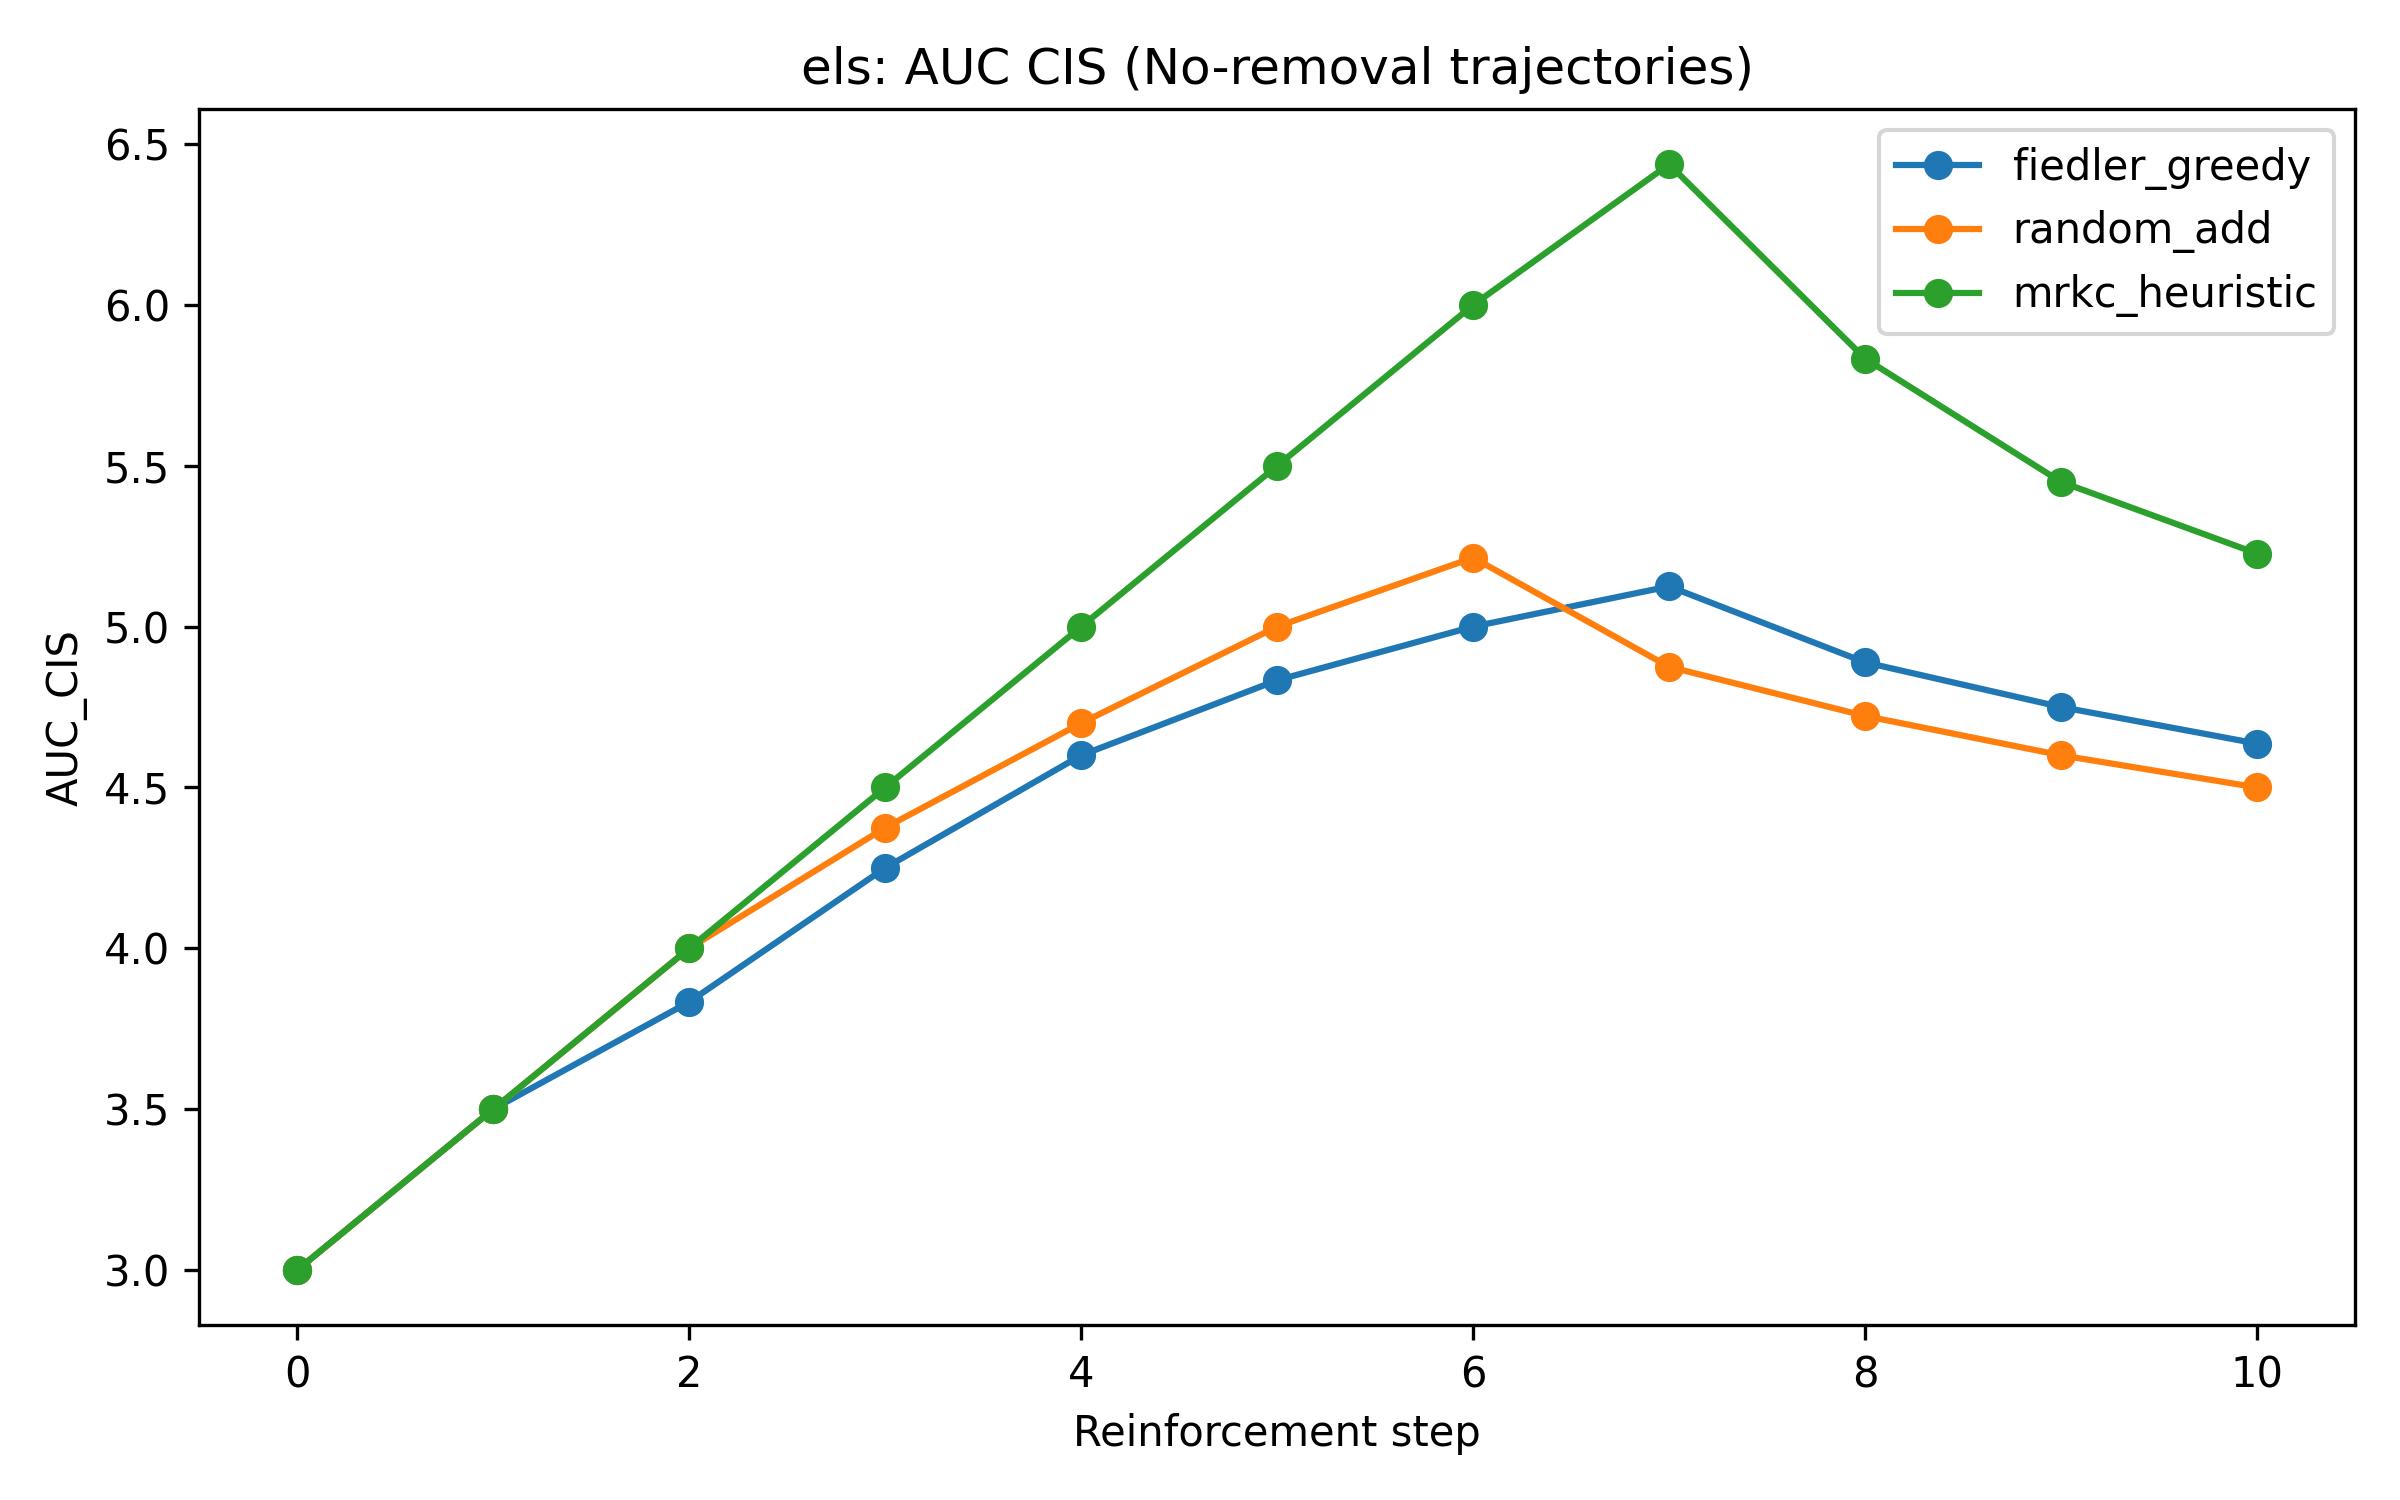 els: AUC CIS (No-removal trajectories)
fiedler_greedy
random_add
mrkc_heuristic
AUC_CIS
6.5
6.0
5.5
5.0
4.5
4.0
3.5
3.0
0 2 4 6 8 10
Reinforcement step